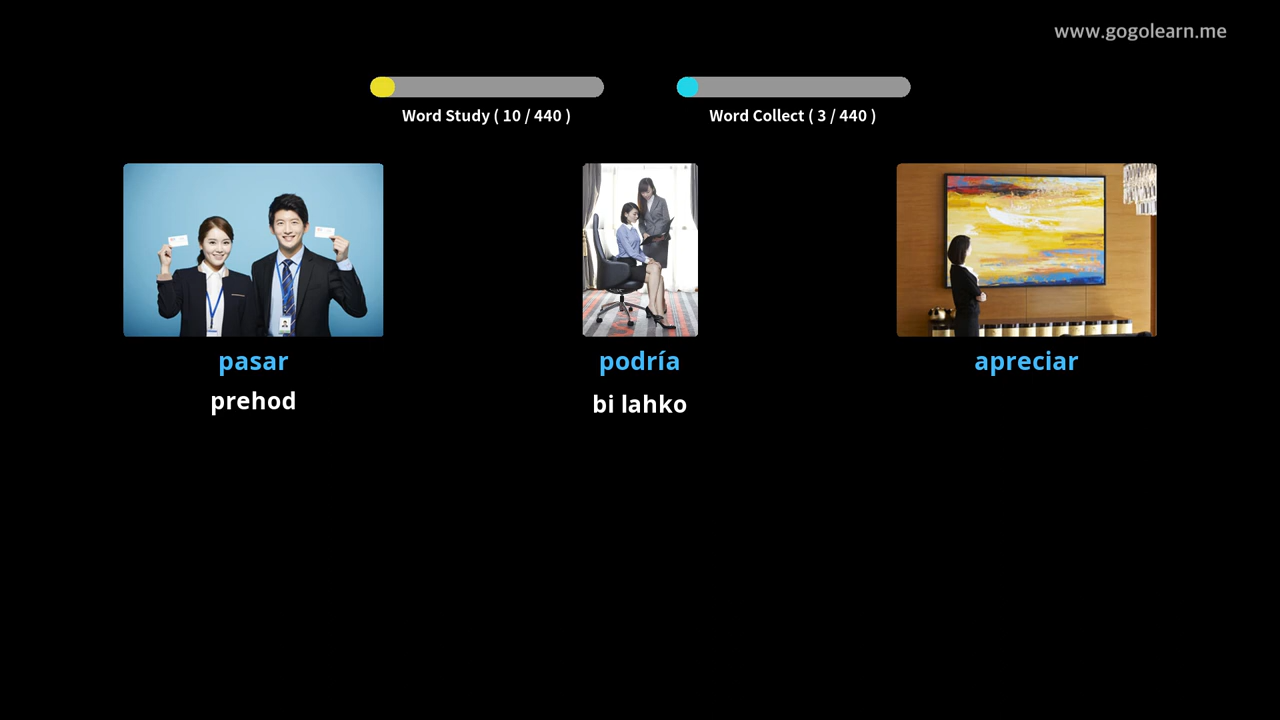 www.gogolearn.me
Word Study ( 10 / 440 )
Word Collect ( 3 / 440 )
pasar
podría
apreciar
prehod
bi lahko